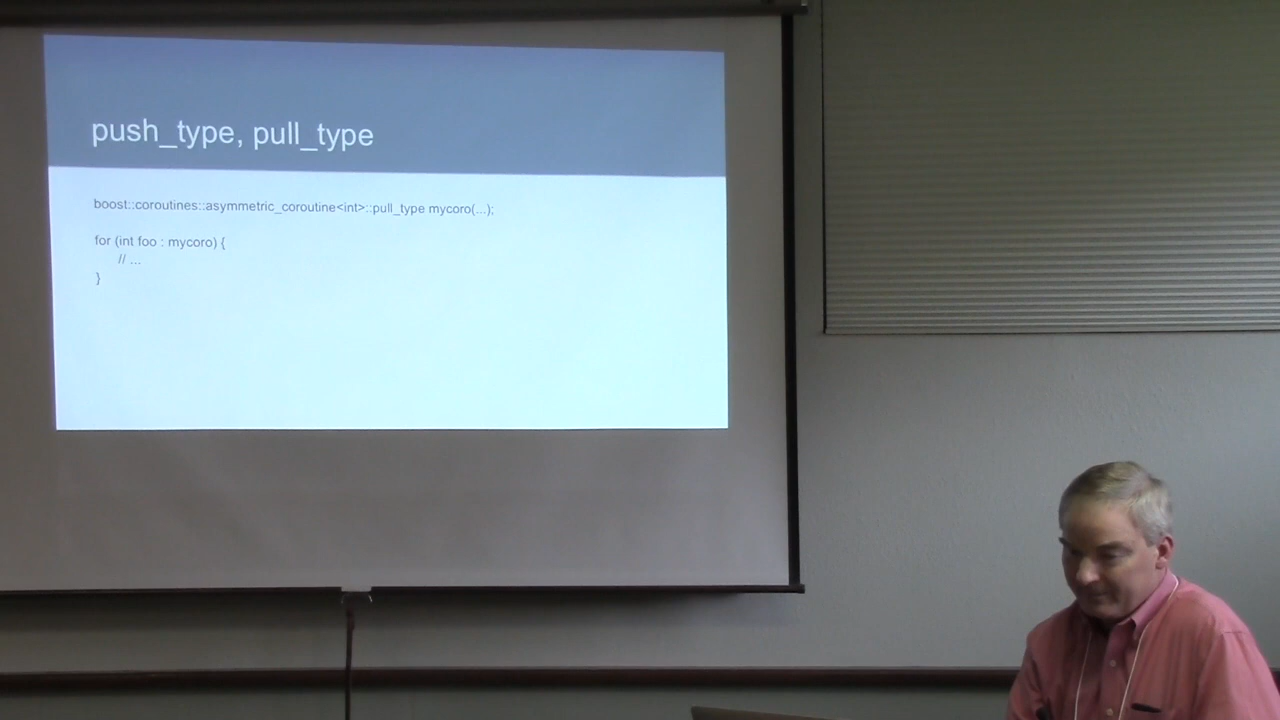 push_type, pull_type
boost::coroutines::asymmetric_coroutine<int>::pull_type mycoro(...);
for (int foo : mycoro) {
// ...
}